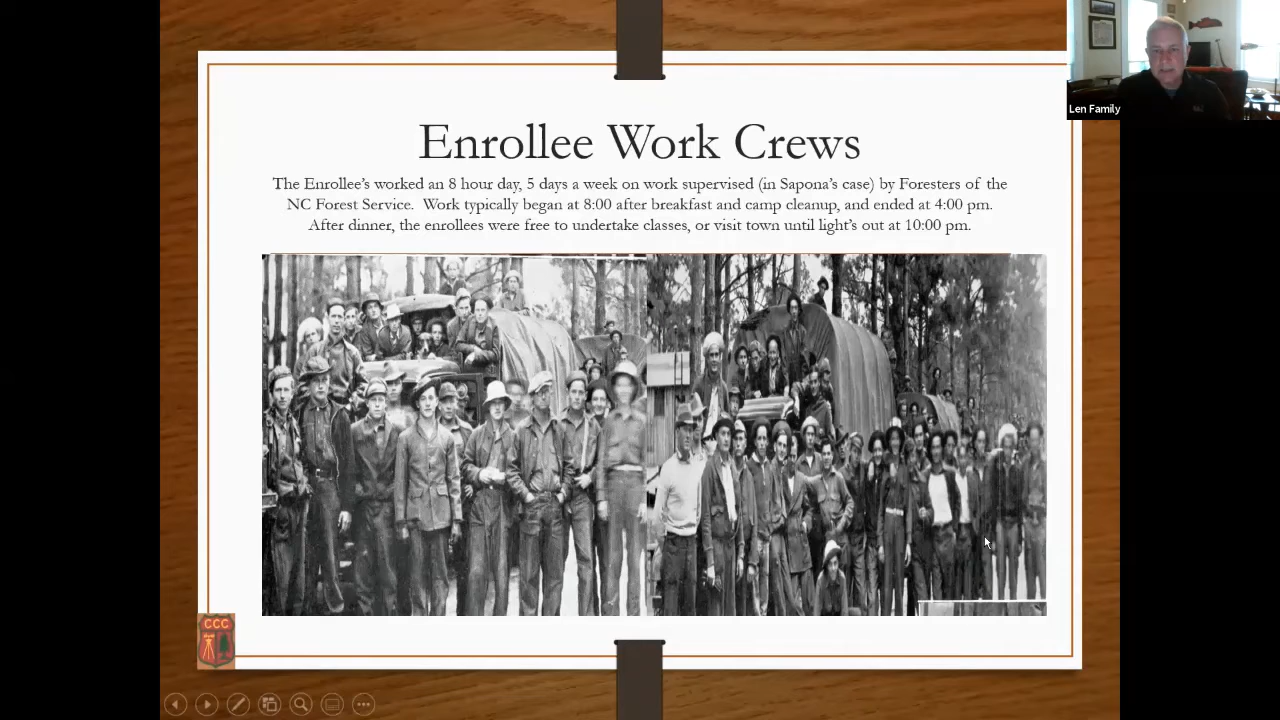 Enrollee Work Crews
The Enrollee's worked an 8 hour day, 5 days a week on work supervised (in Sapona's case) by Foresters of the
NC Forest Service. Work typically began at 8:00 after breakfast and camp cleanup, and ended at 4:00 pm.
After dinner, the enrollees were free to undertake classes, or visit town until light's out at 10:00 pm.
Len Family
CCC